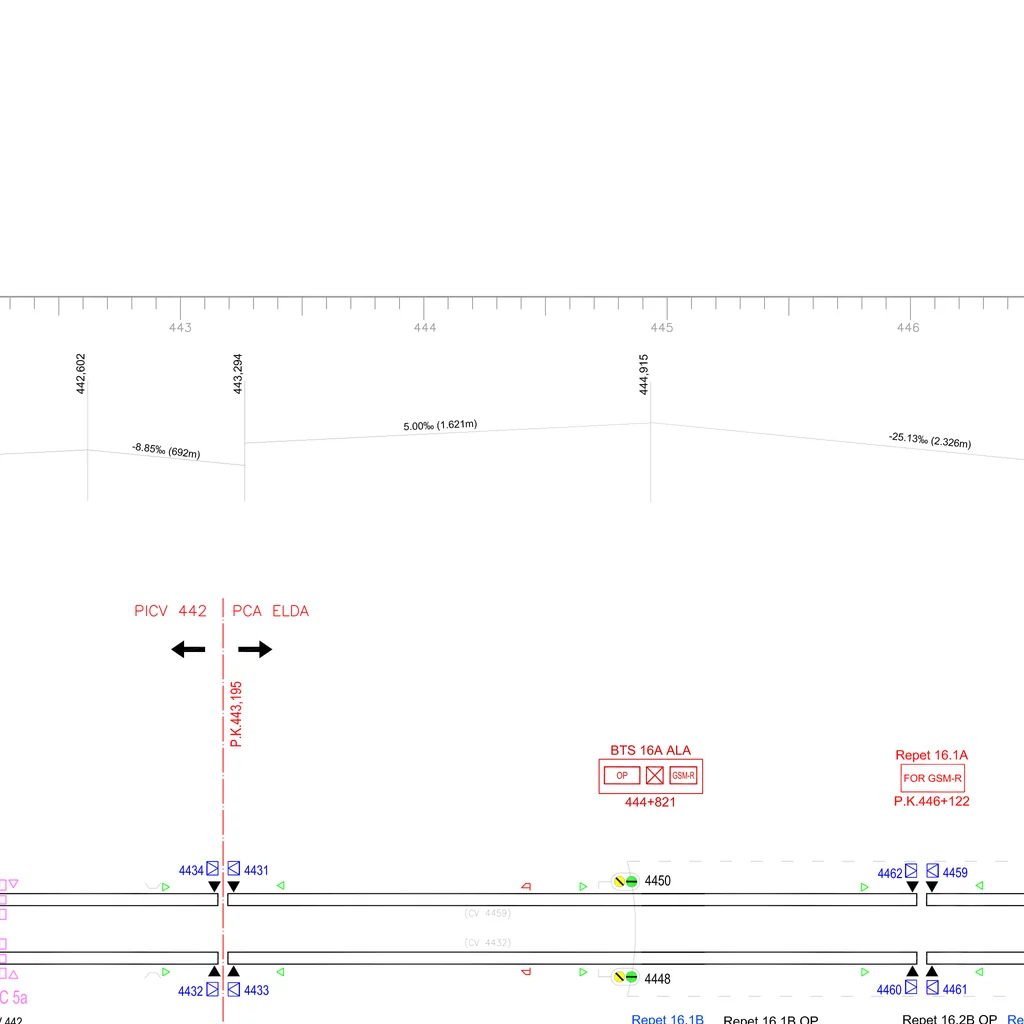 443
444
445
446
442,602
443,294
444,915
-8.85‰ (692m)
5.00‰ (1.621m)
-25.13‰ (2.326m)
PICV 442
PCA ELDA
P.K.443,195
BTS 16A ALA
OP
GSM-R
444+821
Repet 16.1A
FOR GSM-R
P.K.446+122
4434
4431
4450
4462
4459
(CV 4459)
(CV 4432)
4432
4433
4448
4460
4461
C 5a
442
Repet 16.1B
Repet 16.1B OP
Repet 16.2B OP
Re